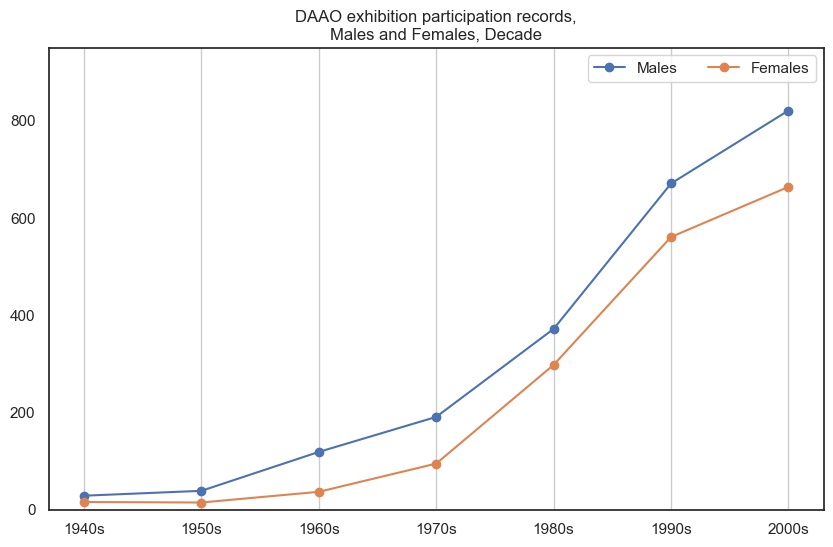 DAAO exhibition participation records,
Males and Females, Decade
Males Females
800
600
400
200
0
1940s 1950s 1960s 1970s 1980s 1990s 2000s